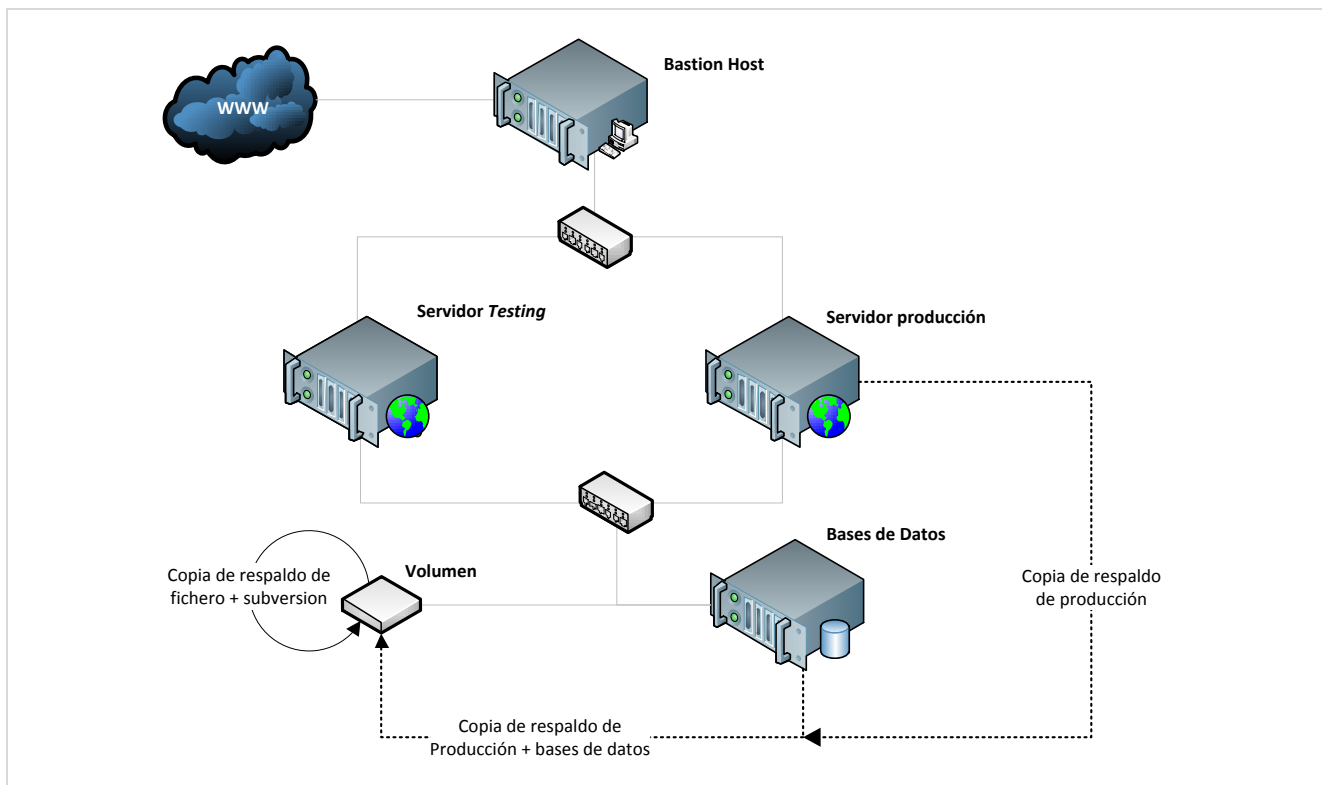 Bastion Host
WWW
Servidor Testing
Servidor producción
Bases de Datos
Volumen
Copia de respaldo de
fichero + subversion
Copia de respaldo
de producción
Copia de respaldo de
Producción + bases de datos